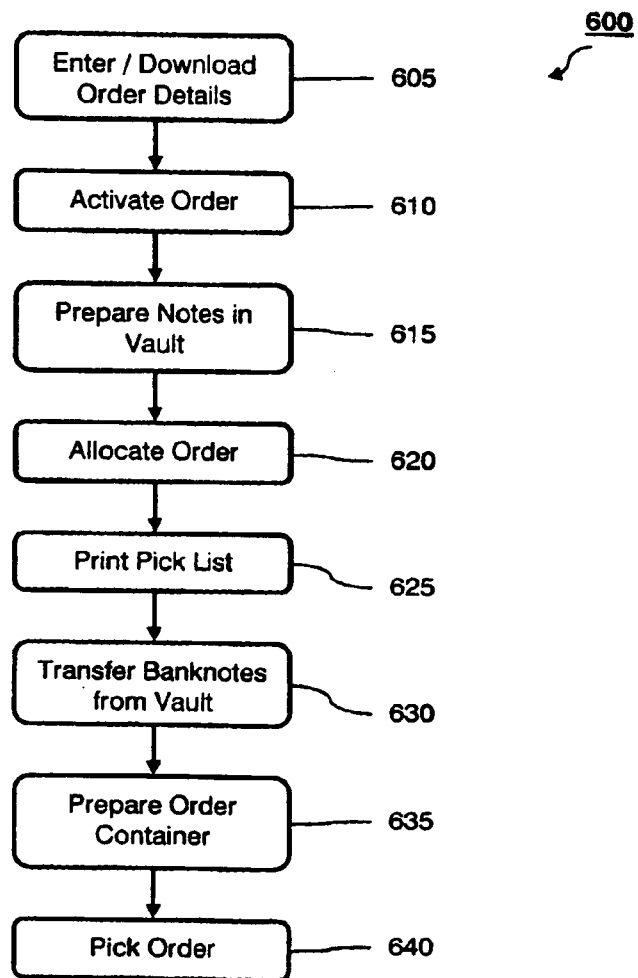 600
Enter / Download
Order Details
605
Activate Order
610
Prepare Notes in
Vault
615
Allocate Order
620
Print Pick List
625
Transfer Banknotes
from Vault
630
Prepare Order
Container
635
Pick Order
640